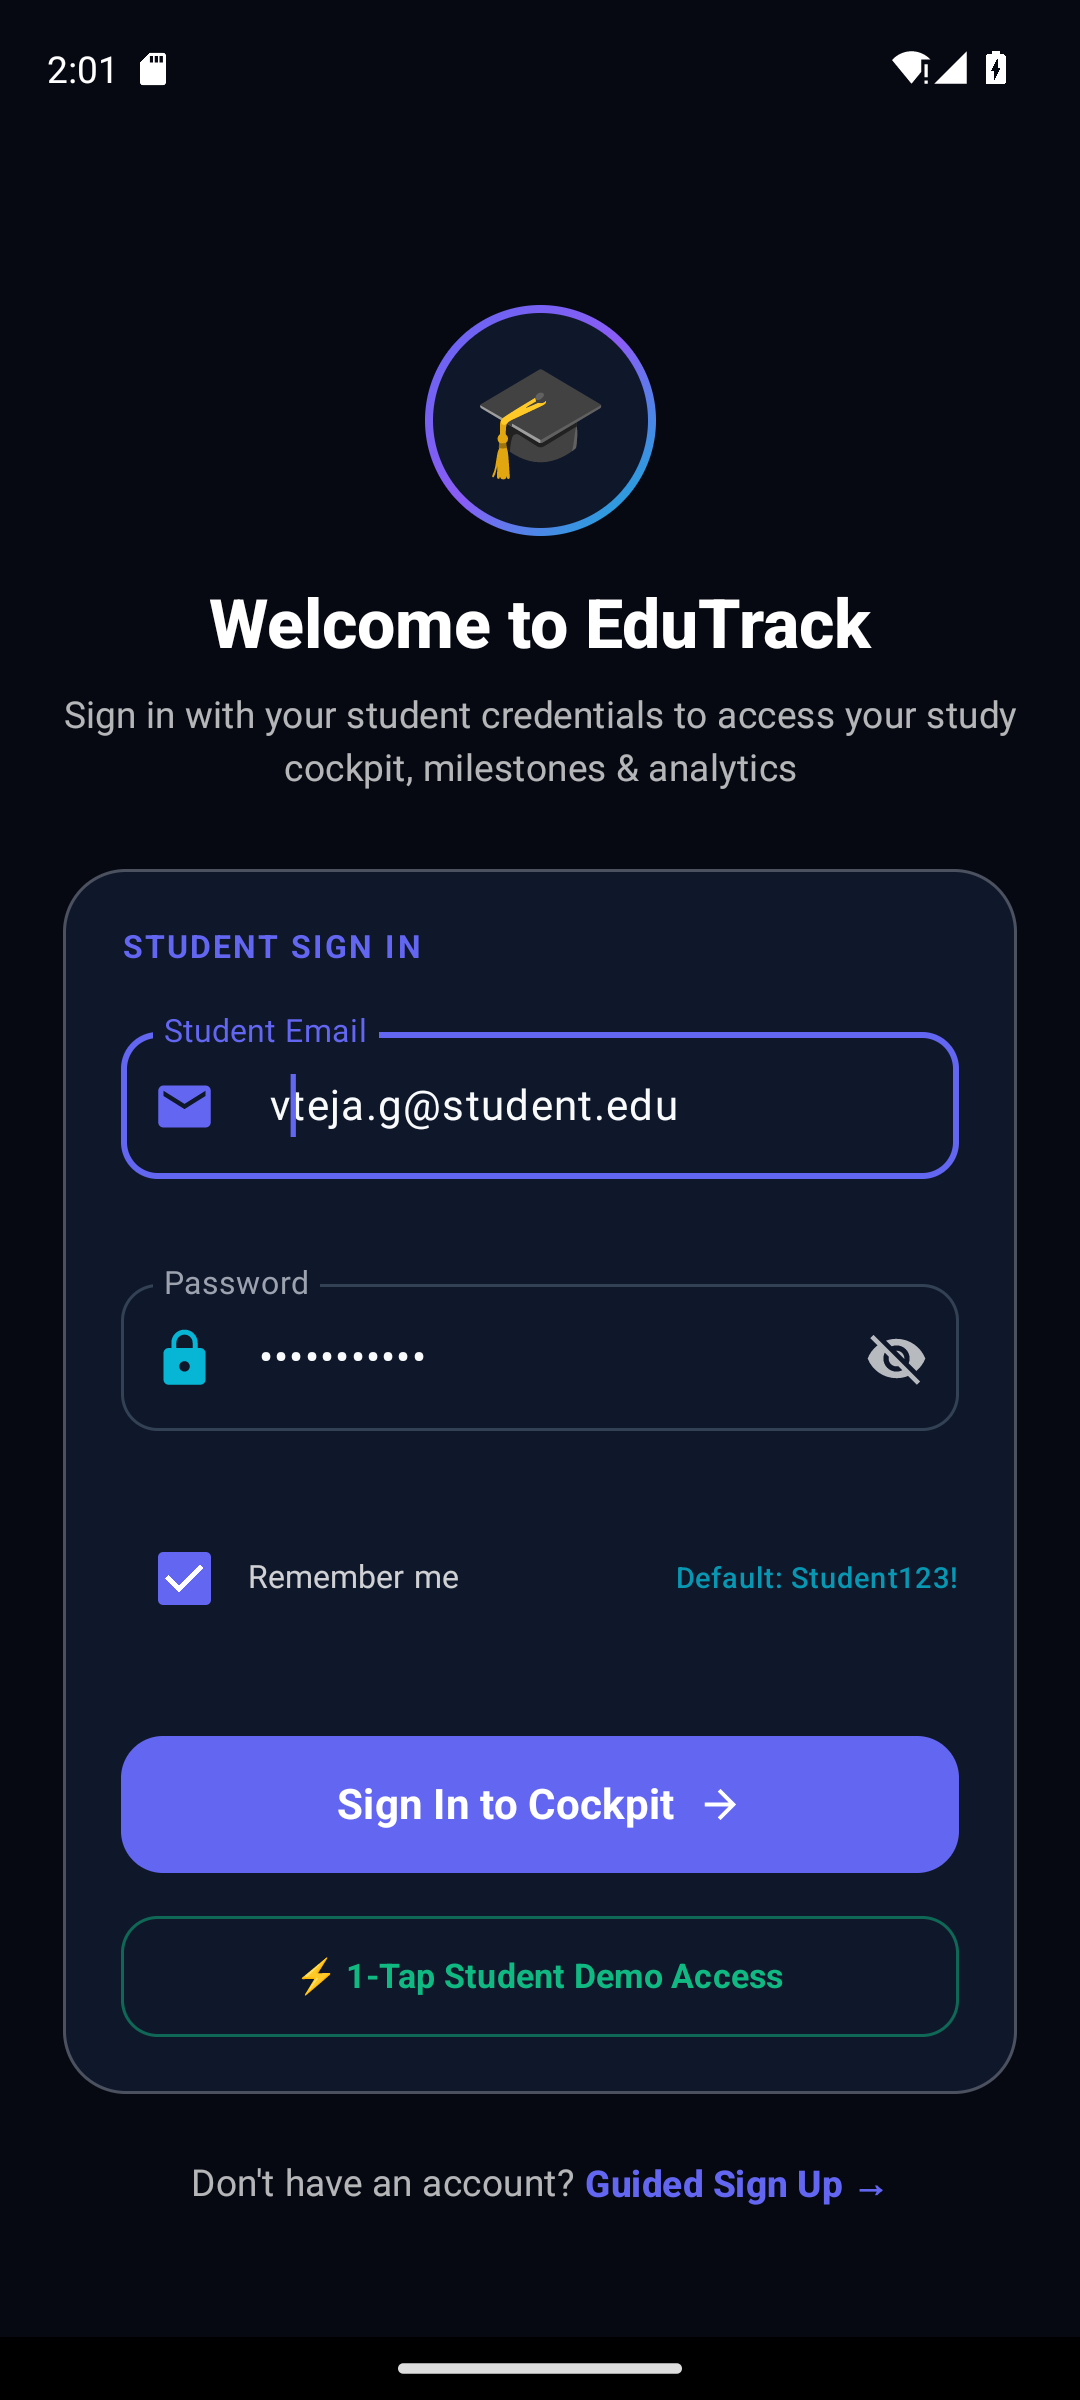 2:01
Welcome to EduTrack
Sign in with your student credentials to access your study
cockpit, milestones & analytics
STUDENT SIGN IN
Student Email
vteja.g@student.edu
Password
•••••••••••
Remember me
Default: Student123!
Sign In to Cockpit →
⚡ 1-Tap Student Demo Access
Don't have an account? Guided Sign Up →